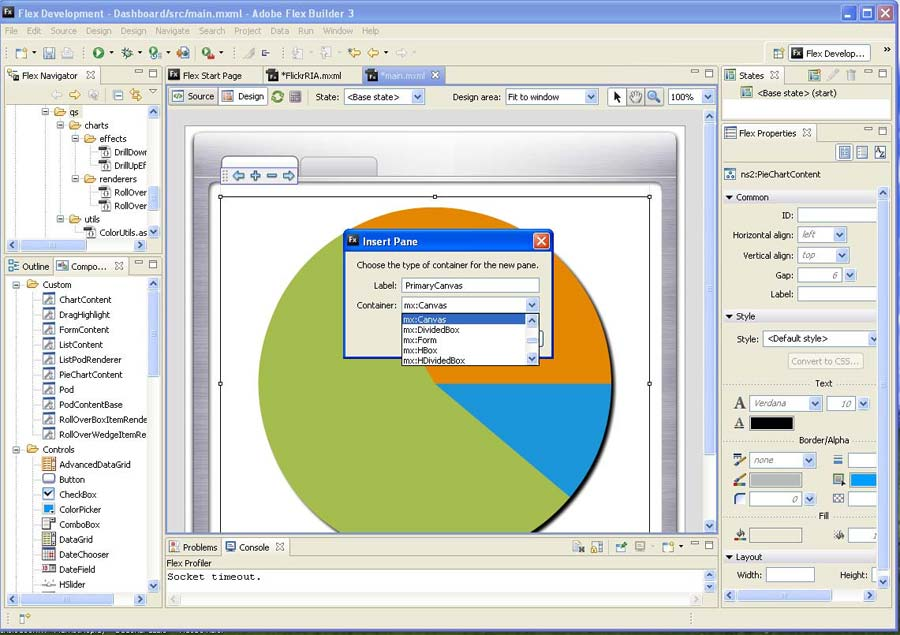 Flex Development - Dashboard/src/main.mxml - Adobe Flex Builder 3
File Edit Source Design Design Navigate Search Project Data Run Window Help
Flex Develop...
Flex Navigator
Flex Start Page *FlickrRIA.mxml *main.mxml
States
Source Design State: <Base state> Design area: Fit to window 100%
<Base state> (start)
qs
charts
effects
DrillDown
DrillUpEf
renderers
RollOver
RollOver
utils
ColorUtils.as
Flex Properties
ns2:PieChartContent
Common
ID:
Horizontal align: left
Vertical align: top
Gap: 6
Label:
Style
Style: <Default style>
Convert to CSS...
Text
Verdana 10
Border/Alpha
none
0
Fill
1
Layout
Width: Height:
Insert Pane
Choose the type of container for the new pane.
Label: PrimaryCanvas
Container: mx:Canvas
mx:Canvas
mx:DividedBox
mx:Form
mx:HBox
mx:HDividedBox
Outline Compo...
Custom
ChartContent
DragHighlight
FormContent
ListContent
ListPodRenderer
PieChartContent
Pod
PodContentBase
RollOverBoxItemRende
RollOverWedgeItemRe
Controls
AdvancedDataGrid
Button
CheckBox
ColorPicker
ComboBox
DataGrid
DateChooser
DateField
HSlider
Problems Console
Flex Profiler
Socket timeout.